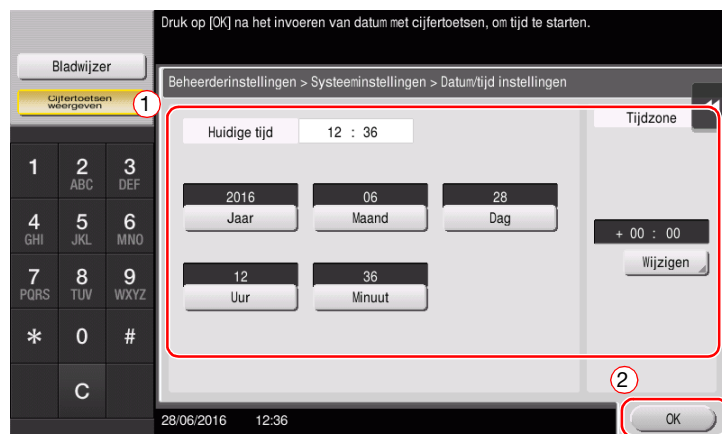 Druk op [OK] na het invoeren van datum met cijfertoetsen, om tijd te starten.
Bladwijzer
Cijfertoetsen
weergeven
1
Beheerderinstellingen > Systeeminstellingen > Datum/tijd instellingen
Huidige tijd
12 : 36
Tijdzone
2016
06
28
Jaar
Maand
Dag
+ 00 : 00
Wijzigen
12
36
Uur
Minuut
1
2
ABC
3
DEF
4
GHI
5
JKL
6
MNO
7
PQRS
8
TUV
9
WXYZ
*
0
#
C
2
28/06/2016 12:36
OK